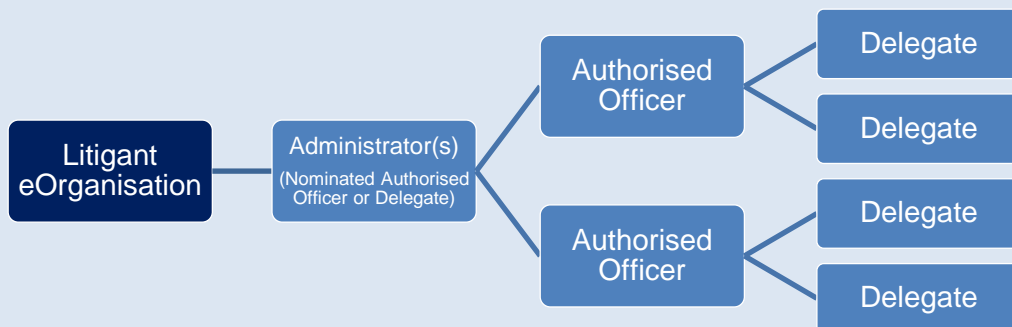 Litigant
eOrganisation
Administrator(s)
(Nominated Authorised
Officer or Delegate)
Authorised
Officer
Delegate
Delegate
Authorised
Officer
Delegate
Delegate